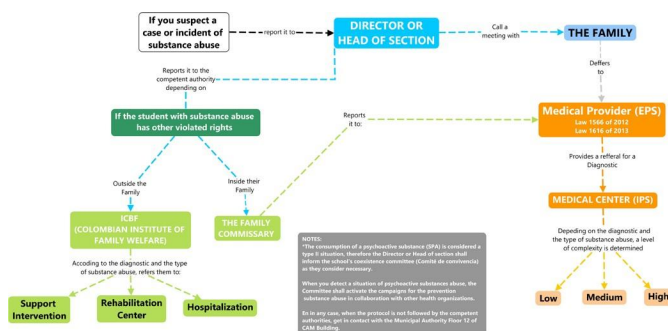 If you suspect a
case or incident of
substance abuse
report it to
DIRECTOR OR
HEAD OF SECTION
Call a
meeting with
THE FAMILY
Reports it to the
competent authority
depending on
Deffers
to
If the student with substance abuse
has other violated rights
Reports
it to:
Medical Provider (EPS)
Law 1566 of 2012
Law 1616 of 2013
Outside the
Family
Inside their
Family
Provides a refferal for a
Diagnostic
ICBF
(COLOMBIAN INSTITUTE OF
FAMILY WELFARE)
THE FAMILY
COMMISSARY
MEDICAL CENTER (IPS)
According to the diagnostic and the type
of substance abuse, refers them to:
Depeding on the diagnostic and
the type of substance abuse, a level
of complexity is determined
Support
Intervention
Rehabilitation
Center
Hospitalization
NOTES:
*The consumption of a psychoactive substance (SPA) is considered a
type II situation, therefore the Director or Head of section shall
inform the school's coexistence committee (Comité de convivencia)
as they consider necessary.
When you detect a situation of psychoactive substances abuse, the
Committee shall activate the campaigns for the prevention
substance abuse in collaboration with other health organizations.
En in any case, when the protocol is not followed by the competent
authorities, get in contact with the Municipal Authority Floor 12 of
CAM Building.
Low
Medium
High